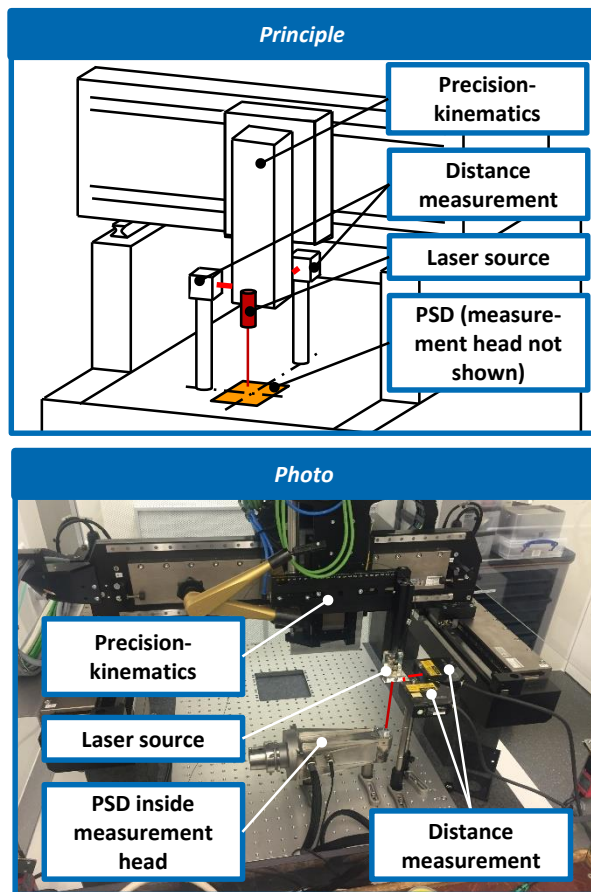 Principle
Precision-
kinematics
Distance
measurement
Laser source
PSD (measure-
ment head not
shown)
Photo
Precision-
kinematics
Laser source
PSD inside
measurement
head
Distance
measurement